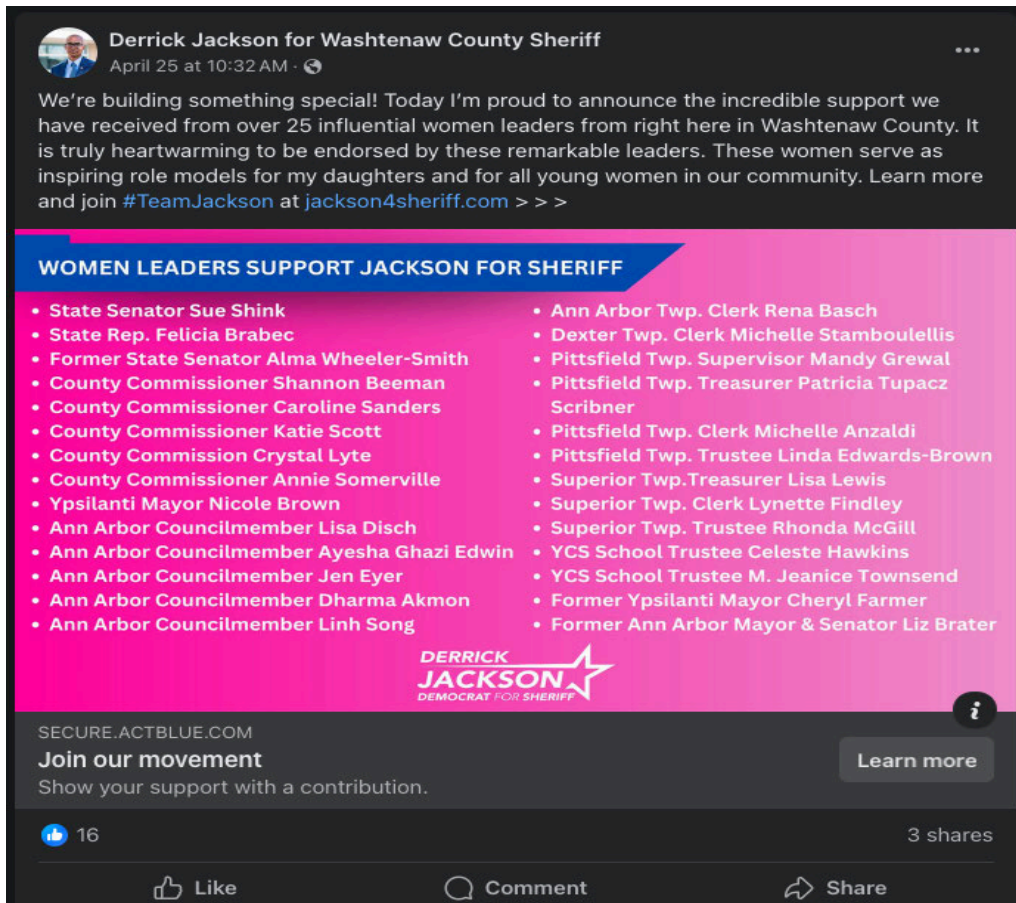 Derrick Jackson for Washtenaw County Sheriff
April 25 at 10:32 AM ·
We're building something special! Today I'm proud to announce the incredible support we
have received from over 25 influential women leaders from right here in Washtenaw County. It
is truly heartwarming to be endorsed by these remarkable leaders. These women serve as
inspiring role models for my daughters and for all young women in our community. Learn more
and join #TeamJackson at jackson4sheriff.com > > >
WOMEN LEADERS SUPPORT JACKSON FOR SHERIFF
• State Senator Sue Shink
• State Rep. Felicia Brabec
• Former State Senator Alma Wheeler-Smith
• County Commissioner Shannon Beeman
• County Commissioner Caroline Sanders
• County Commissioner Katie Scott
• County Commission Crystal Lyte
• County Commissioner Annie Somerville
• Ypsilanti Mayor Nicole Brown
• Ann Arbor Councilmember Lisa Disch
• Ann Arbor Councilmember Ayesha Ghazi Edwin
• Ann Arbor Councilmember Jen Eyer
• Ann Arbor Councilmember Dharma Akmon
• Ann Arbor Councilmember Linh Song
• Ann Arbor Twp. Clerk Rena Basch
• Dexter Twp. Clerk Michelle Stamboulellis
• Pittsfield Twp. Supervisor Mandy Grewal
• Pittsfield Twp. Treasurer Patricia Tupacz
Scribner
• Pittsfield Twp. Clerk Michelle Anzaldi
• Pittsfield Twp. Trustee Linda Edwards-Brown
• Superior Twp.Treasurer Lisa Lewis
• Superior Twp. Clerk Lynette Findley
• Superior Twp. Trustee Rhonda McGill
• YCS School Trustee Celeste Hawkins
• YCS School Trustee M. Jeanice Townsend
• Former Ypsilanti Mayor Cheryl Farmer
• Former Ann Arbor Mayor & Senator Liz Brater
DERRICK
JACKSON
DEMOCRAT FOR SHERIFF
SECURE.ACTBLUE.COM
Join our movement
Show your support with a contribution.
Learn more
16
3 shares
Like
Comment
Share